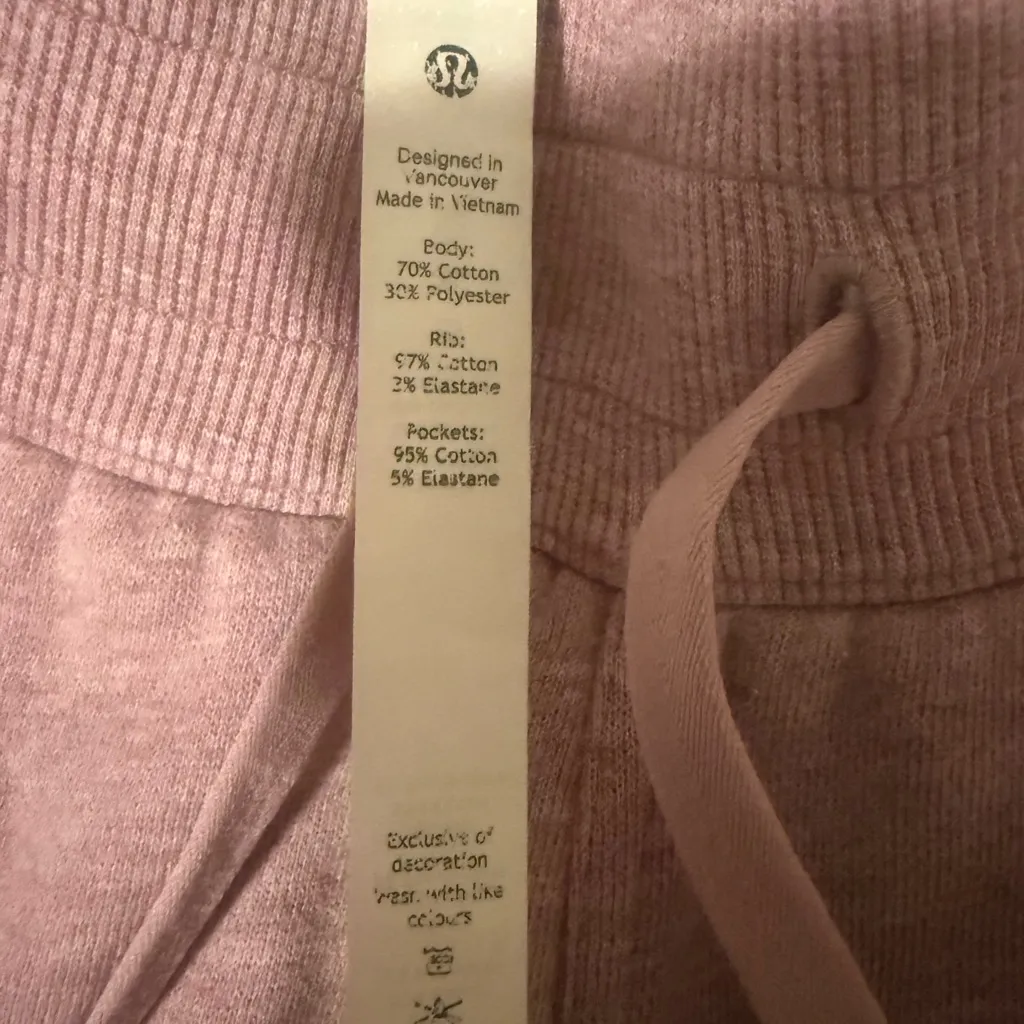 Designed in
Vancouver
Made in Vietnam
Body:
70% Cotton
30% Polyester
Rib:
97% Cotton
3% Elastane
Pockets:
95% Cotton
5% Elastane
Exclusive of
decoration
Wash with like
colours